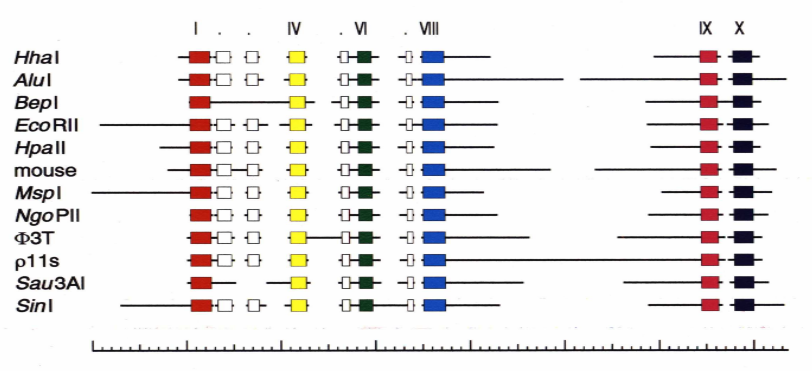 I . . IV . VI . VIII IX X
HhaI
AluI
BepI
EcoRII
HpaII
mouse
MspI
NgoPII
Φ3T
ρ11s
Sau3AI
SinI